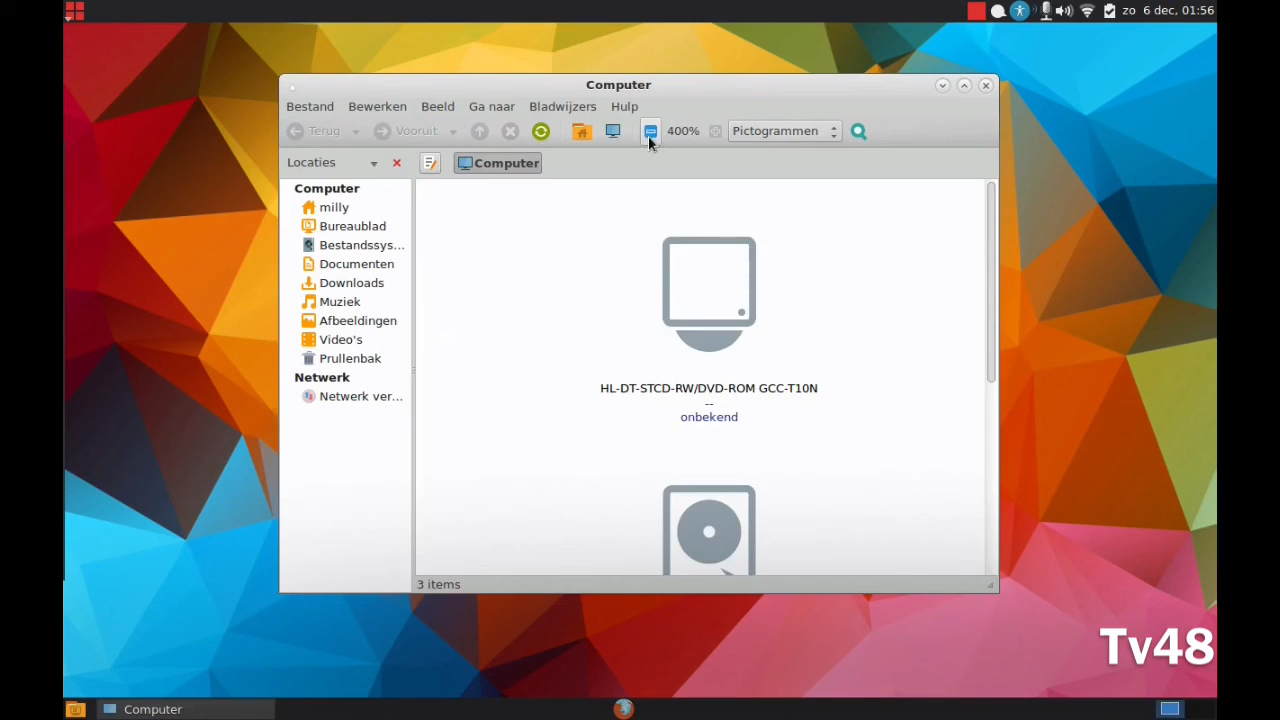 zo 6 dec, 01:56
Computer
Bestand Bewerken Beeld Ga naar Bladwijzers Hulp
Terug Vooruit 400% Pictogrammen
Locaties Computer
Computer
milly
Bureaublad
Bestandssys...
Documenten
Downloads
Muziek
Afbeeldingen
Video's
Prullenbak
Netwerk
Netwerk ver...
HL-DT-STCD-RW/DVD-ROM GCC-T10N
--
onbekend
3 items
Tv48
Computer